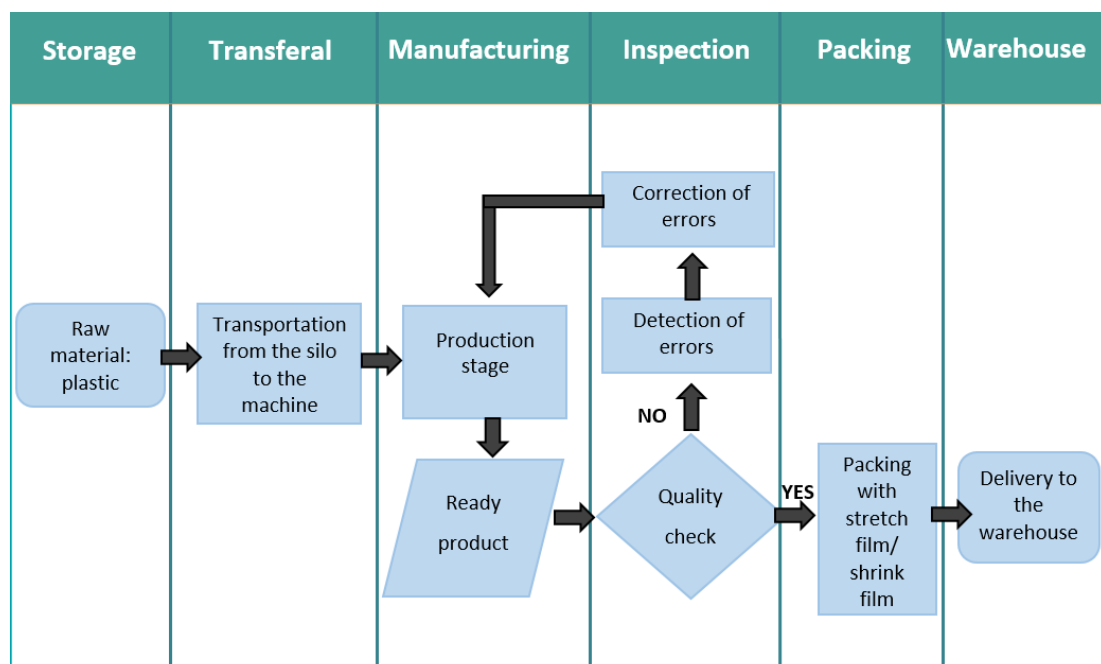 Storage
Transferal
Manufacturing
Inspection
Packing
Warehouse
Correction of
errors
Raw
material:
plastic
Transportation
from the silo
to the
machine
Production
stage
Detection of
errors
NO
Ready
product
Quality
check
YES
Packing
with
stretch
film/
shrink
film
Delivery to
the
warehouse